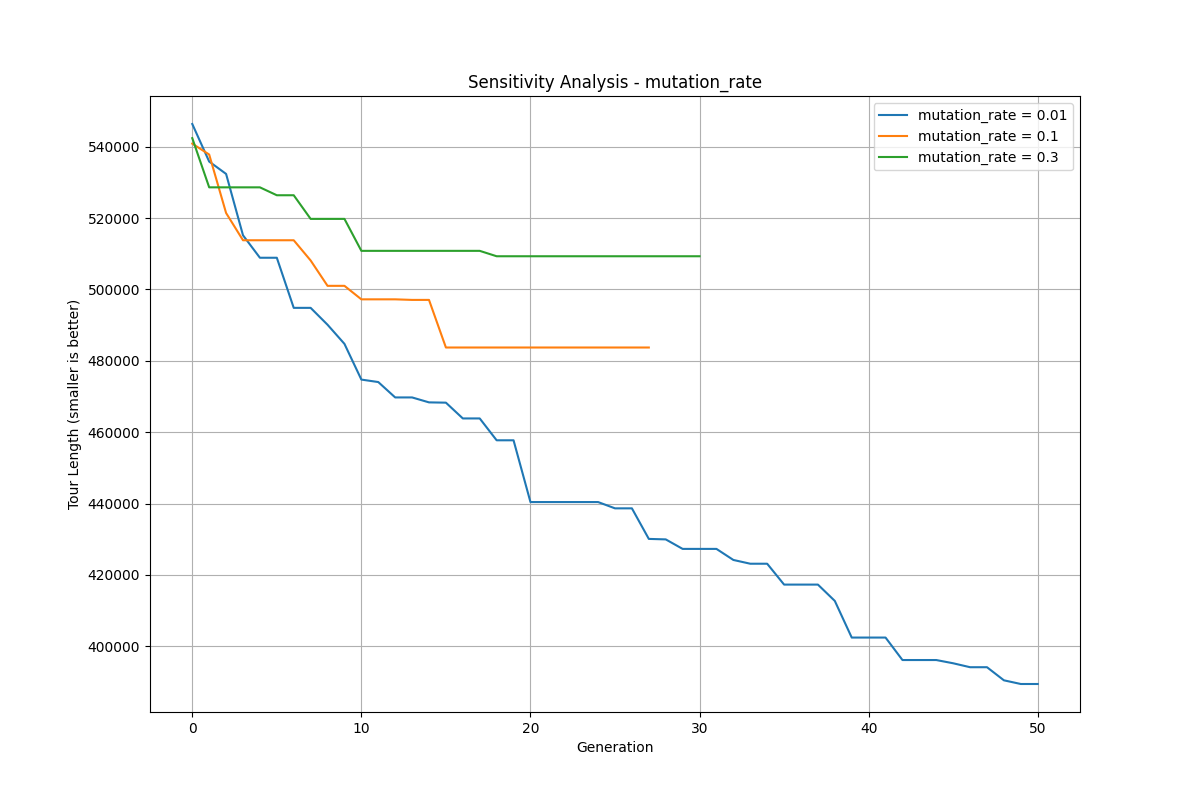 Sensitivity Analysis - mutation_rate
mutation_rate = 0.01
mutation_rate = 0.1
mutation_rate = 0.3
Tour Length (smaller is better)
540000
520000
500000
480000
460000
440000
420000
400000
0 10 20 30 40 50
Generation